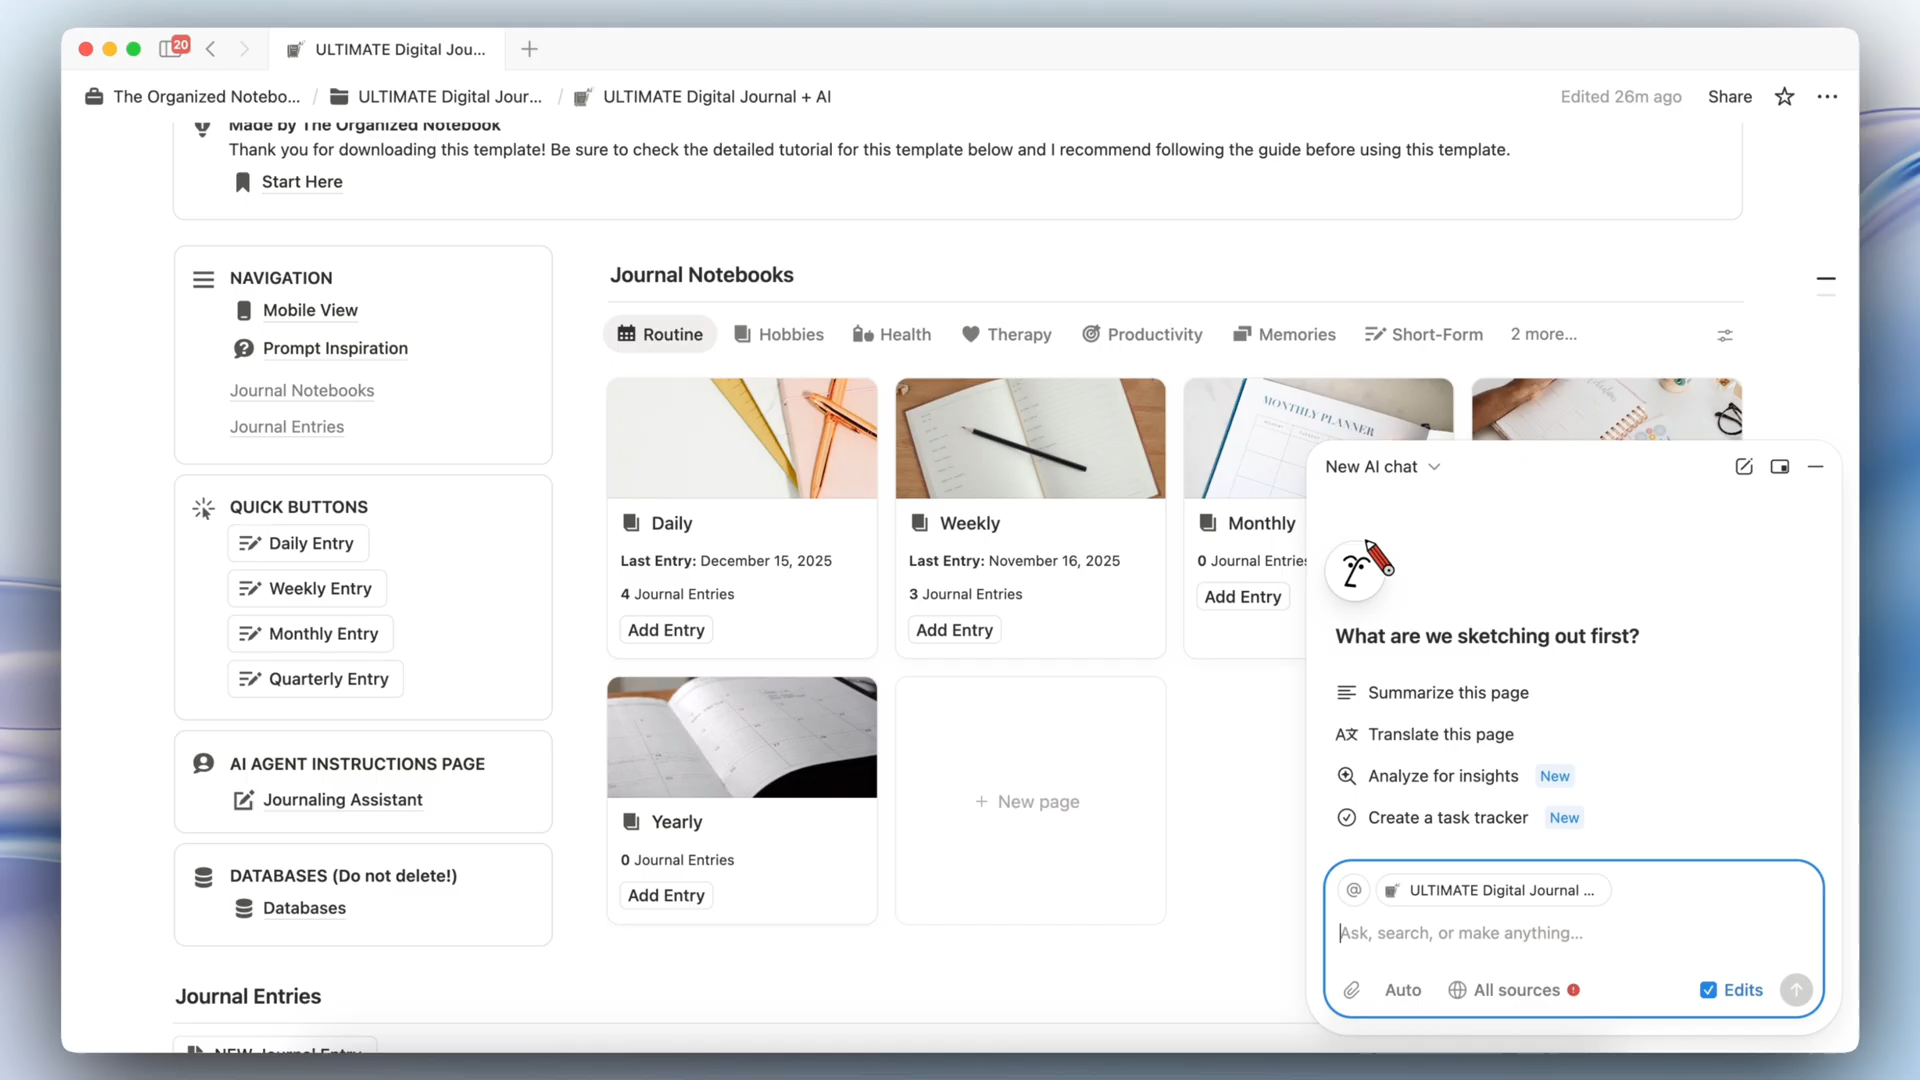 20
ULTIMATE Digital Jou...
The Organized Notebo... / ULTIMATE Digital Jour... / ULTIMATE Digital Journal + AI
Edited 26m ago
Share
Made by The Organized Notebook
Thank you for downloading this template! Be sure to check the detailed tutorial for this template below and I recommend following the guide before using this template.
Start Here
NAVIGATION
Mobile View
Prompt Inspiration
Journal Notebooks
Journal Entries
QUICK BUTTONS
Daily Entry
Weekly Entry
Monthly Entry
Quarterly Entry
AI AGENT INSTRUCTIONS PAGE
Journaling Assistant
DATABASES (Do not delete!)
Databases
Journal Notebooks
Routine
Hobbies
Health
Therapy
Productivity
Memories
Short-Form
2 more...
Daily
Last Entry: December 15, 2025
4 Journal Entries
Add Entry
Weekly
Last Entry: November 16, 2025
3 Journal Entries
Add Entry
MONTHLY PLANNER
Monthly
0 Journal Entries
Add Entry
Yearly
0 Journal Entries
Add Entry
+ New page
Journal Entries
NEW Journal Entry
New AI chat
What are we sketching out first?
Summarize this page
Translate this page
Analyze for insights New
Create a task tracker New
@ ULTIMATE Digital Journal ...
Ask, search, or make anything...
Auto
All sources
Edits